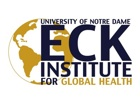 UNIVERSITY OF NOTRE DAME
ECK
INSTITUTE
FOR GLOBAL HEALTH